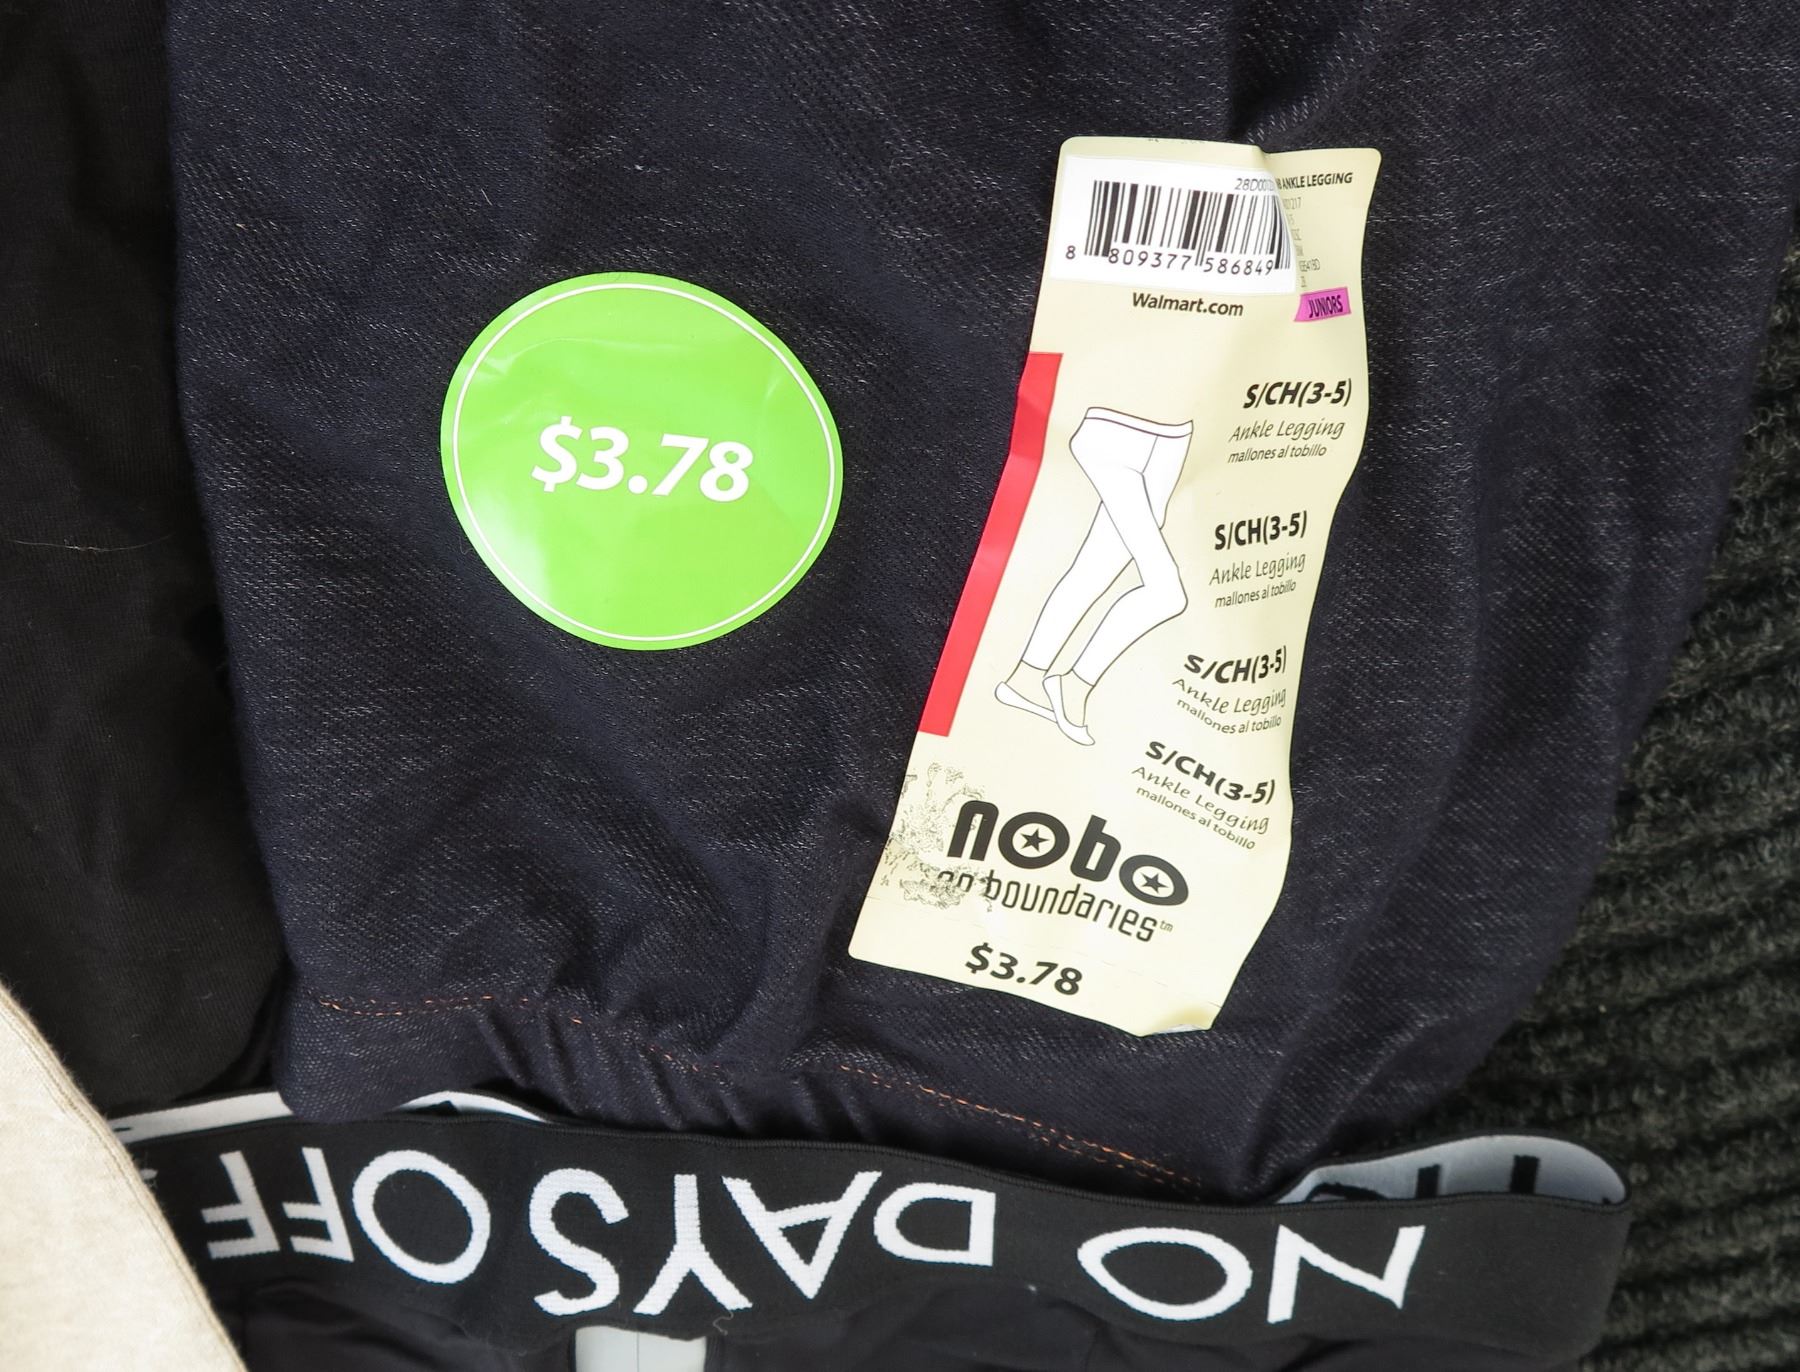 28D00
ANKLE LEGGING
8 809377 586849
Walmart.com
JUNIORS
S/CH(3-5)
Ankle Legging
mallones al tobillo
$3.78
S/CH(3-5)
Ankle Legging
mallones al tobillo
S/CH(3-5)
Ankle Legging
mallones al tobillo
S/CH(3-5)
Ankle Legging
mallones al tobillo
nobo
no boundaries™
$3.78
NO DAYS OFF